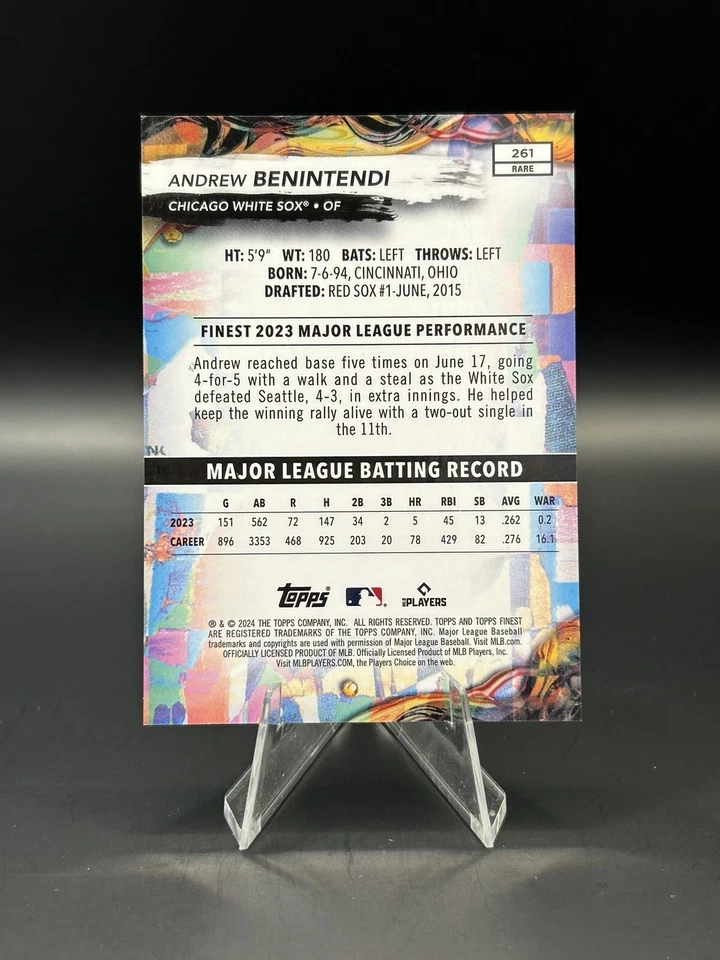 261
RARE
ANDREW BENINTENDI
CHICAGO WHITE SOX® • OF
HT: 5'9" WT: 180 BATS: LEFT THROWS: LEFT
BORN: 7-6-94, CINCINNATI, OHIO
DRAFTED: RED SOX #1-JUNE, 2015
FINEST 2023 MAJOR LEAGUE PERFORMANCE
Andrew reached base five times on June 17, going
4-for-5 with a walk and a steal as the White Sox
defeated Seattle, 4-3, in extra innings. He helped
keep the winning rally alive with a two-out single in
the 11th.
NK
MAJOR LEAGUE BATTING RECORD
G AB R H 2B 3B HR RBI SB AVG WAR
2023 151 562 72 147 34 2 5 45 13 .262 0.2
CAREER 896 3353 468 925 203 20 78 429 82 .276 16.1
TOPPS®
PLAYERS
® & © 2024 THE TOPPS COMPANY, INC. ALL RIGHTS RESERVED. TOPPS AND TOPPS FINEST
ARE REGISTERED TRADEMARKS OF THE TOPPS COMPANY, INC. Major League Baseball
trademarks and copyrights are used with permission of Major League Baseball. Visit MLB.com.
OFFICIALLY LICENSED PRODUCT OF MLB. Officially Licensed Product of MLB Players, Inc.
Visit MLBPLAYERS.COM, the Players Choice on the web.